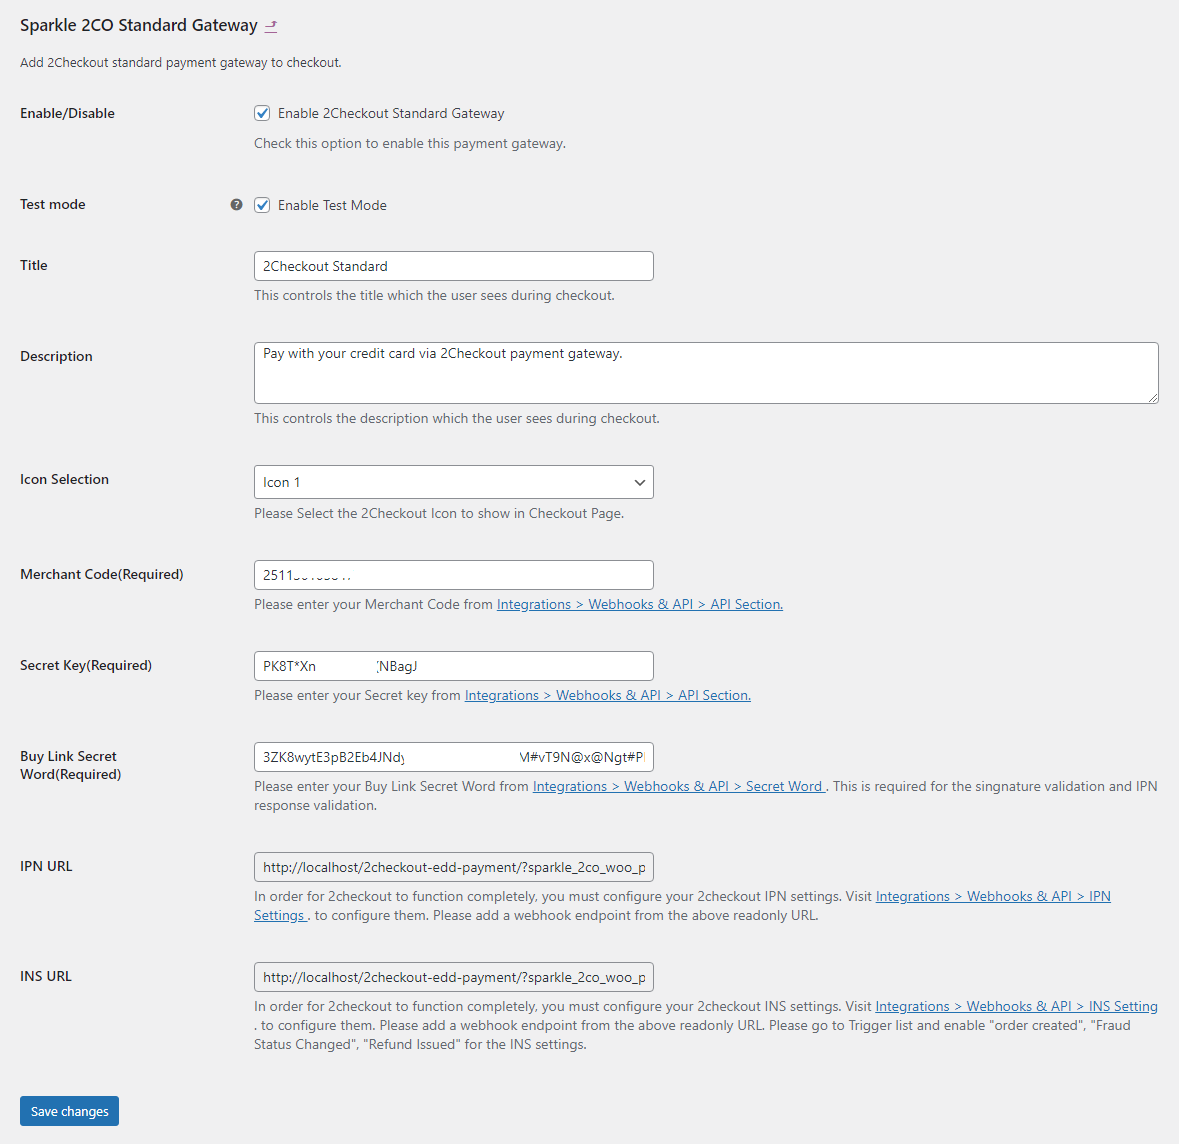 Sparkle 2CO Standard Gateway
Add 2Checkout standard payment gateway to checkout.
Enable/Disable
Enable 2Checkout Standard Gateway
Check this option to enable this payment gateway.
Test mode
Enable Test Mode
Title
2Checkout Standard
This controls the title which the user sees during checkout.
Description
Pay with your credit card via 2Checkout payment gateway.
This controls the description which the user sees during checkout.
Icon Selection
Icon 1
Please Select the 2Checkout Icon to show in Checkout Page.
Merchant Code(Required)
2511
Please enter your Merchant Code from Integrations > Webhooks & API > API Section.
Secret Key(Required)
PK8T*Xn NBagJ
Please enter your Secret key from Integrations > Webhooks & API > API Section.
Buy Link Secret
Word(Required)
3ZK8wytE3pB2Eb4JNdy M#vT9N@x@Ngt#P
Please enter your Buy Link Secret Word from Integrations > Webhooks & API > Secret Word . This is required for the singnature validation and IPN
response validation.
IPN URL
http://localhost/2checkout-edd-payment/?sparkle_2co_woo_p
In order for 2checkout to function completely, you must configure your 2checkout IPN settings. Visit Integrations > Webhooks & API > IPN
Settings . to configure them. Please add a webhook endpoint from the above readonly URL.
INS URL
http://localhost/2checkout-edd-payment/?sparkle_2co_woo_p
In order for 2checkout to function completely, you must configure your 2checkout INS settings. Visit Integrations > Webhooks & API > INS Setting
. to configure them. Please add a webhook endpoint from the above readonly URL. Please go to Trigger list and enable "order created", "Fraud
Status Changed", "Refund Issued" for the INS settings.
Save changes